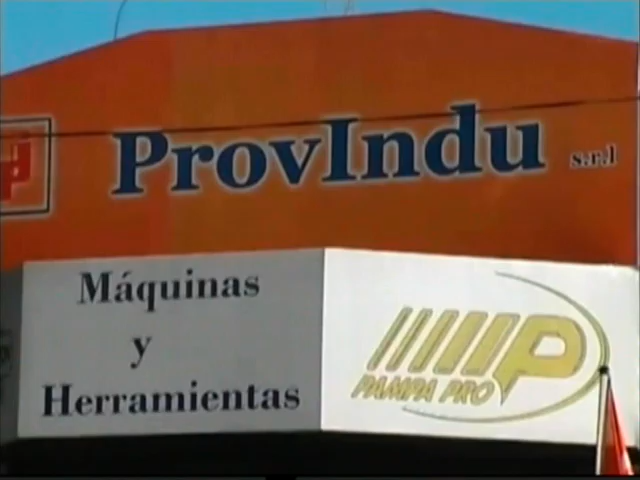 ProvIndu s.r.l
Máquinas
y
Herramientas
P
PAMPA PRO